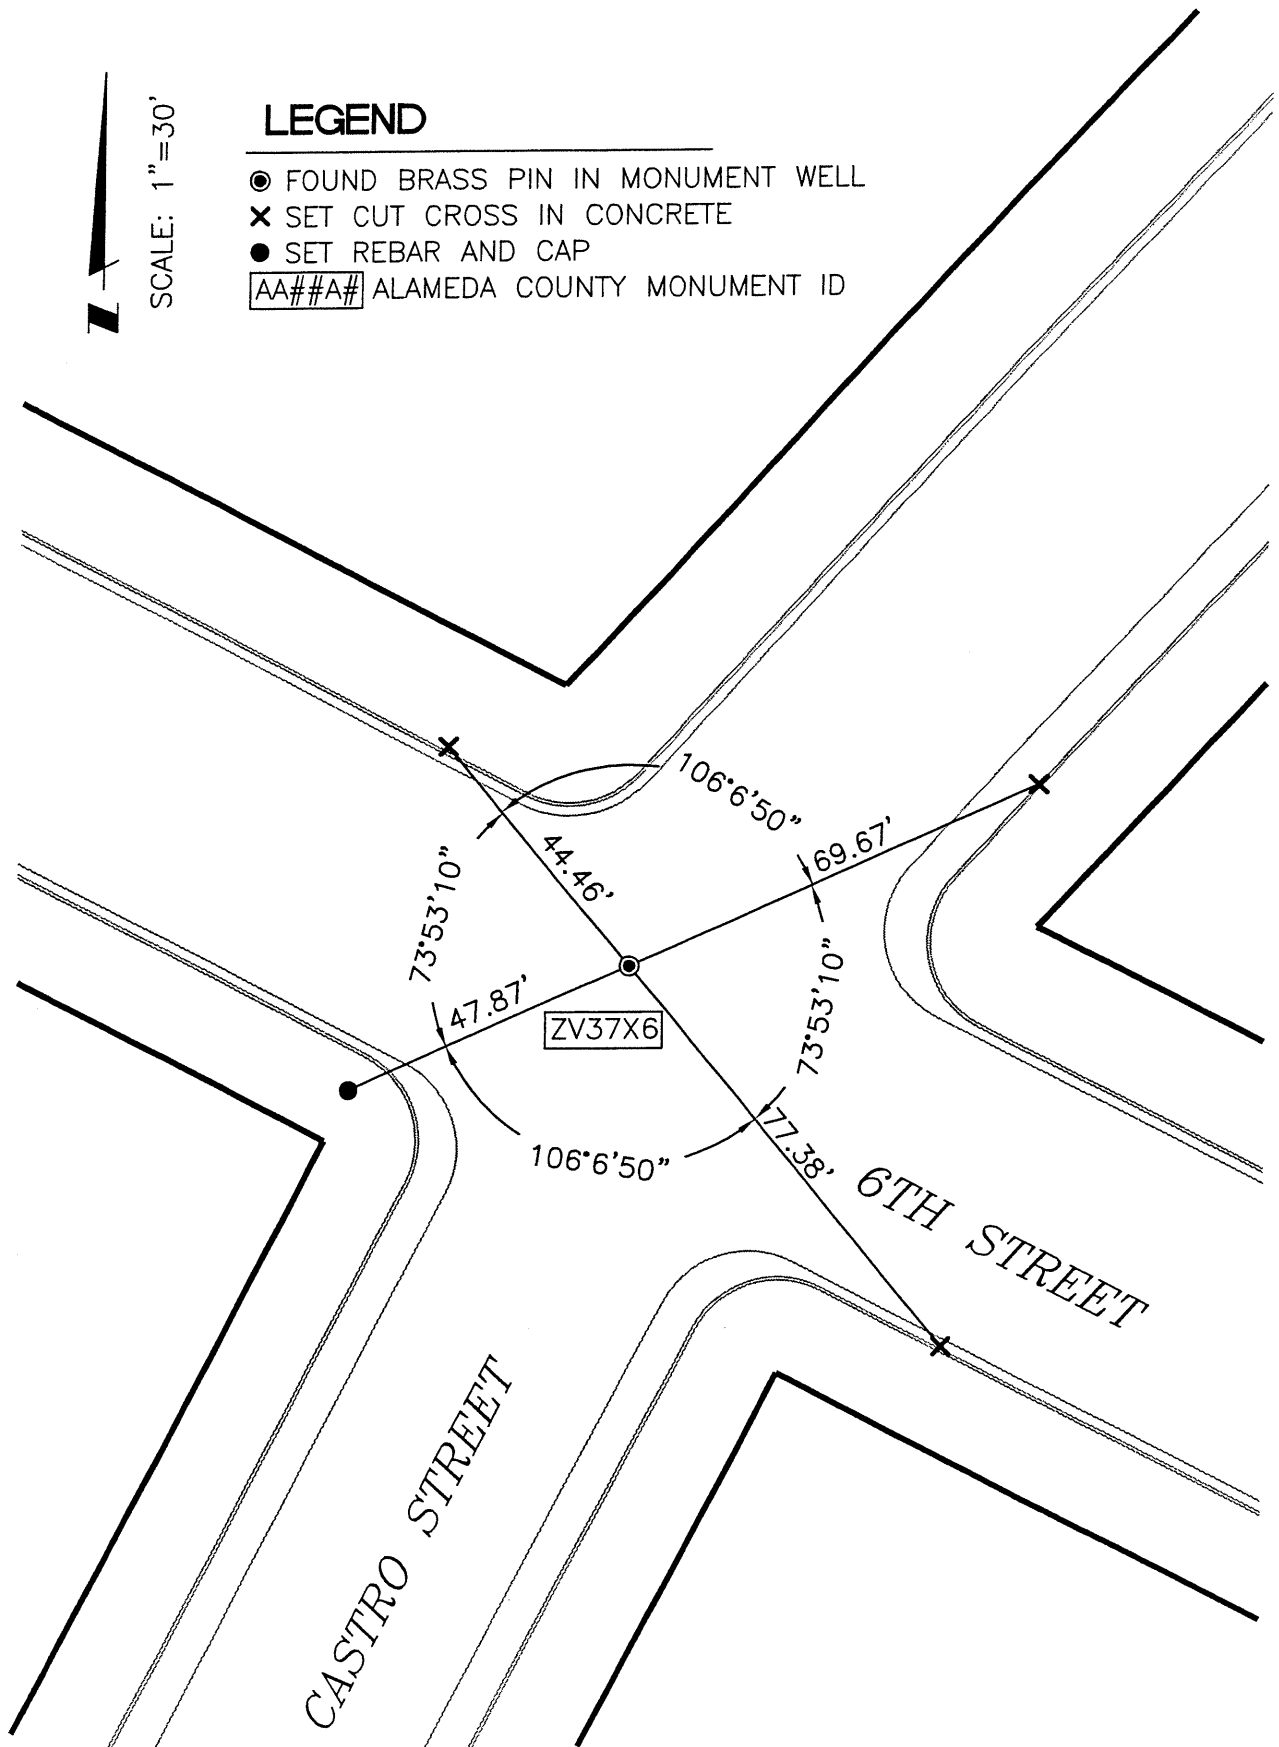 SCALE: 1"=30'
LEGEND
FOUND BRASS PIN IN MONUMENT WELL
SET CUT CROSS IN CONCRETE
SET REBAR AND CAP
AA##A# ALAMEDA COUNTY MONUMENT ID
Z
106°6'50"
69.67'
44.46'
73°53'10"
47.87'
ZV37X6
73°53'10"
106°6'50"
77.38'
6TH STREET
CASTRO STREET